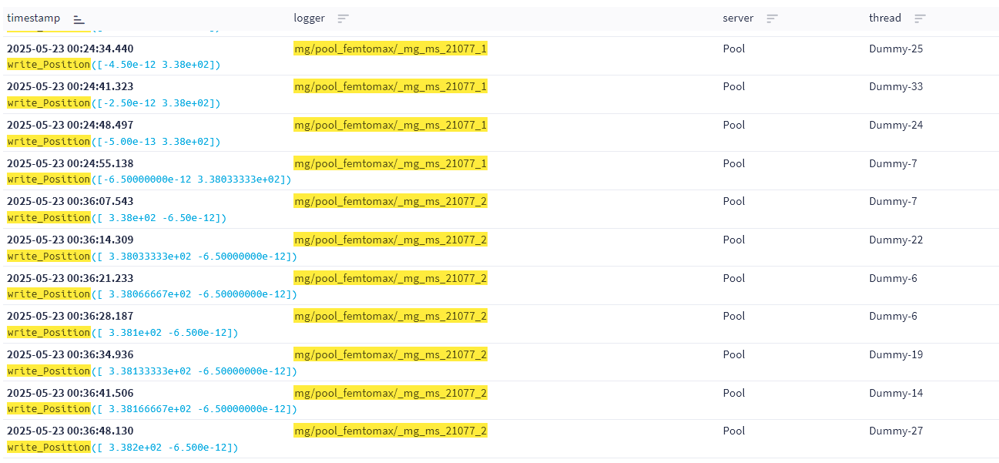 timestamp logger server thread
2025-05-23 00:24:34.440 mg/pool_femtomax/_mg_ms_21077_1 Pool Dummy-25
write_Position([-4.50e-12 3.38e+02])
2025-05-23 00:24:41.323 mg/pool_femtomax/_mg_ms_21077_1 Pool Dummy-33
write_Position([-2.50e-12 3.38e+02])
2025-05-23 00:24:48.497 mg/pool_femtomax/_mg_ms_21077_1 Pool Dummy-24
write_Position([-5.00e-13 3.38e+02])
2025-05-23 00:24:55.138 mg/pool_femtomax/_mg_ms_21077_1 Pool Dummy-7
write_Position([-6.50000000e-12 3.38033333e+02])
2025-05-23 00:36:07.543 mg/pool_femtomax/_mg_ms_21077_2 Pool Dummy-7
write_Position([ 3.38e+02 -6.50e-12])
2025-05-23 00:36:14.309 mg/pool_femtomax/_mg_ms_21077_2 Pool Dummy-22
write_Position([ 3.38033333e+02 -6.50000000e-12])
2025-05-23 00:36:21.233 mg/pool_femtomax/_mg_ms_21077_2 Pool Dummy-6
write_Position([ 3.38066667e+02 -6.50000000e-12])
2025-05-23 00:36:28.187 mg/pool_femtomax/_mg_ms_21077_2 Pool Dummy-6
write_Position([ 3.381e+02 -6.500e-12])
2025-05-23 00:36:34.936 mg/pool_femtomax/_mg_ms_21077_2 Pool Dummy-19
write_Position([ 3.38133333e+02 -6.50000000e-12])
2025-05-23 00:36:41.506 mg/pool_femtomax/_mg_ms_21077_2 Pool Dummy-14
write_Position([ 3.38166667e+02 -6.50000000e-12])
2025-05-23 00:36:48.130 mg/pool_femtomax/_mg_ms_21077_2 Pool Dummy-27
write_Position([ 3.382e+02 -6.500e-12])